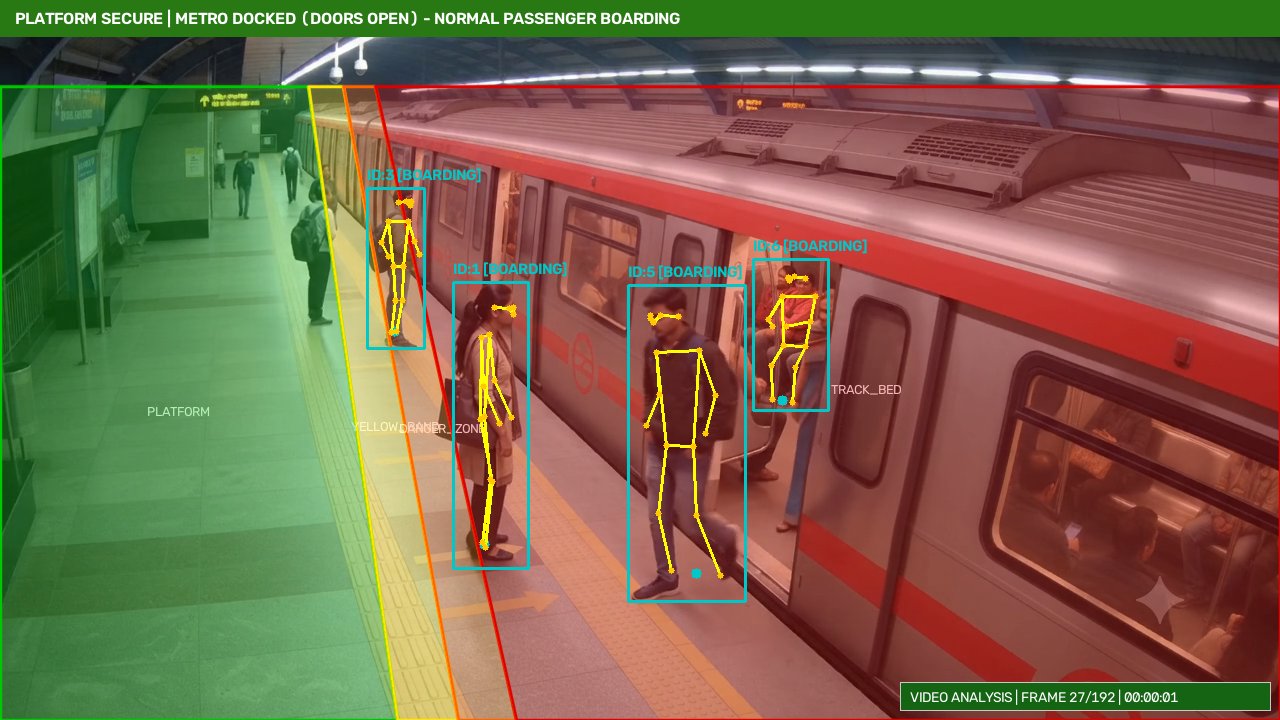 PLATFORM SECURE | METRO DOCKED (DOORS OPEN) - NORMAL PASSENGER BOARDING
ID:3 [BOARDING]
ID:6 [BOARDING]
ID:1 [BOARDING]
ID:5 [BOARDING]
TRACK_BED
PLATFORM
YELLOW_BAND
DANGER_ZONE
VIDEO ANALYSIS | FRAME 27/192 | 00:00:01